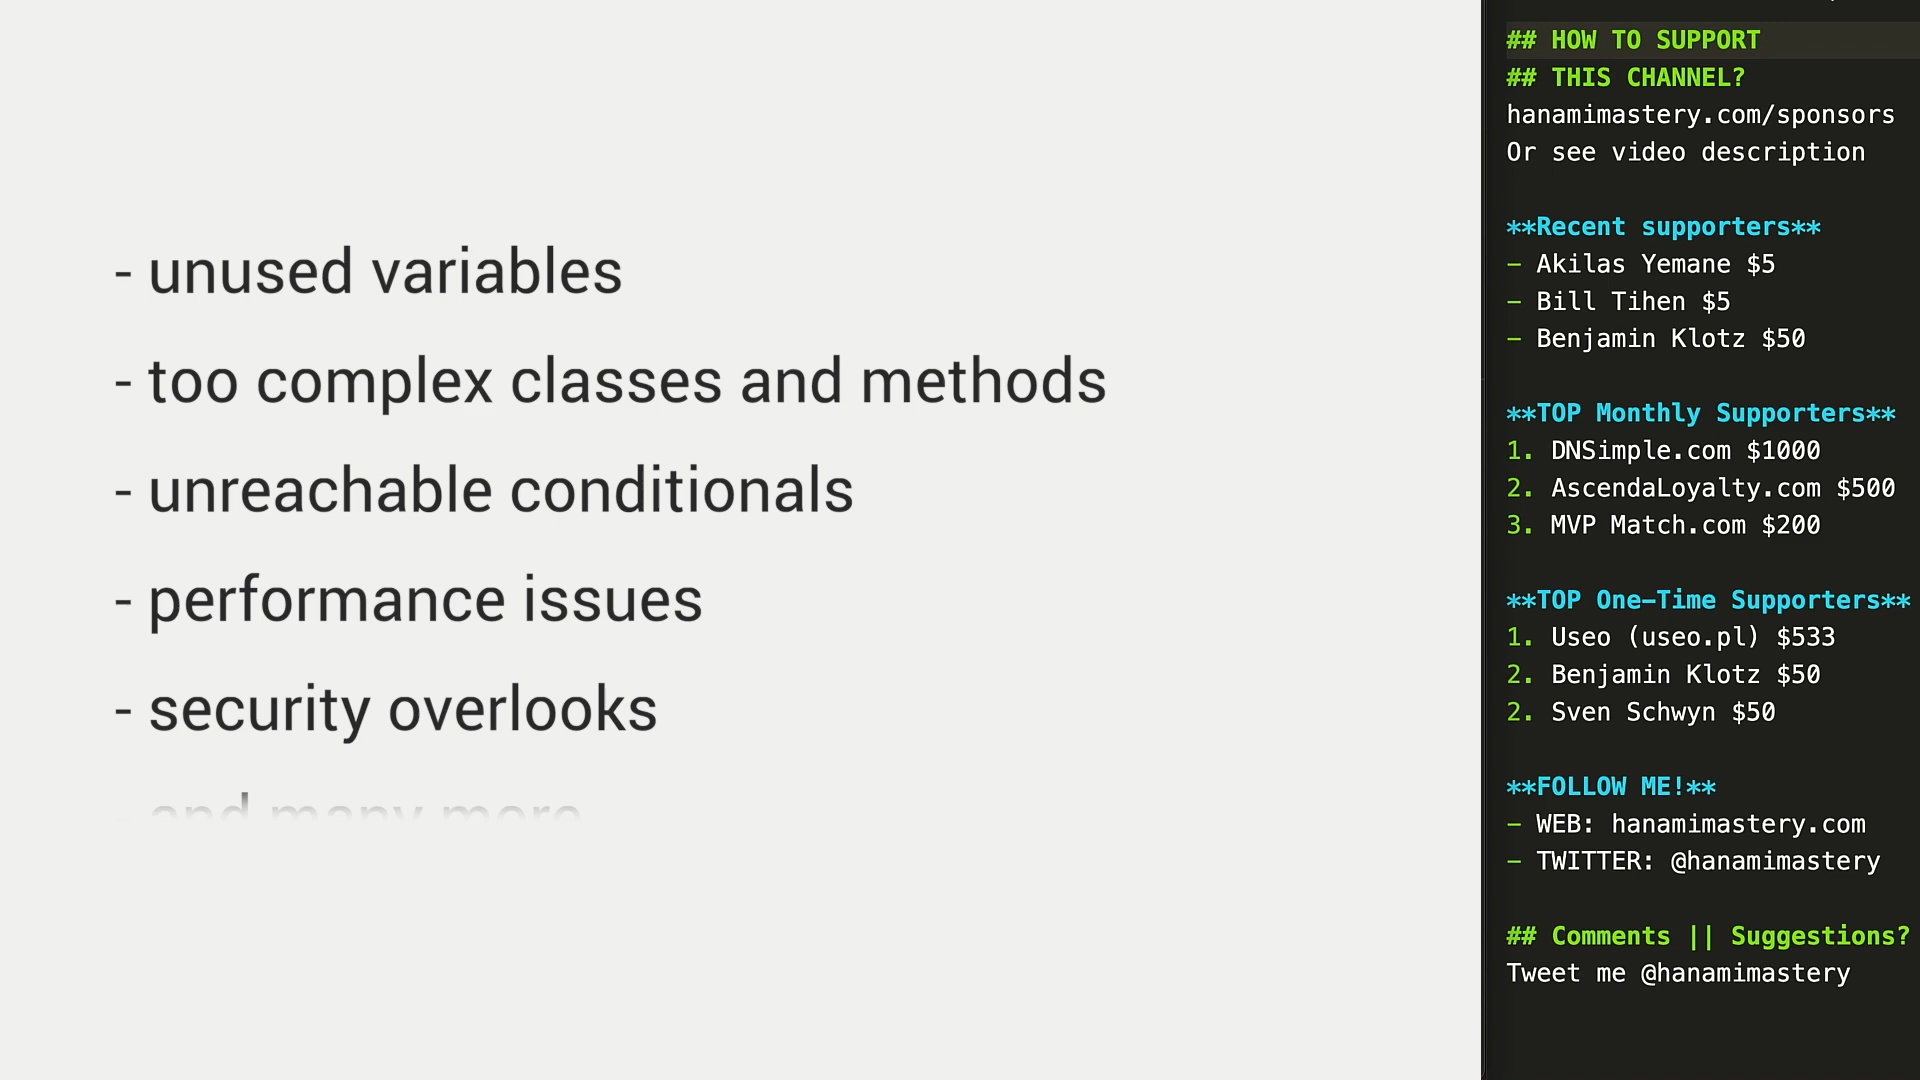 - unused variables
- too complex classes and methods
- unreachable conditionals
- performance issues
- security overlooks
and many more
## HOW TO SUPPORT
## THIS CHANNEL?
hanamimastery.com/sponsors
Or see video description
**Recent supporters**
- Akilas Yemane $5
- Bill Tihen $5
- Benjamin Klotz $50
**TOP Monthly Supporters**
1. DNSimple.com $1000
2. AscendaLoyalty.com $500
3. MVP Match.com $200
**TOP One-Time Supporters**
1. Useo (useo.pl) $533
2. Benjamin Klotz $50
2. Sven Schwyn $50
**FOLLOW ME!**
- WEB: hanamimastery.com
- TWITTER: @hanamimastery
## Comments || Suggestions?
Tweet me @hanamimastery